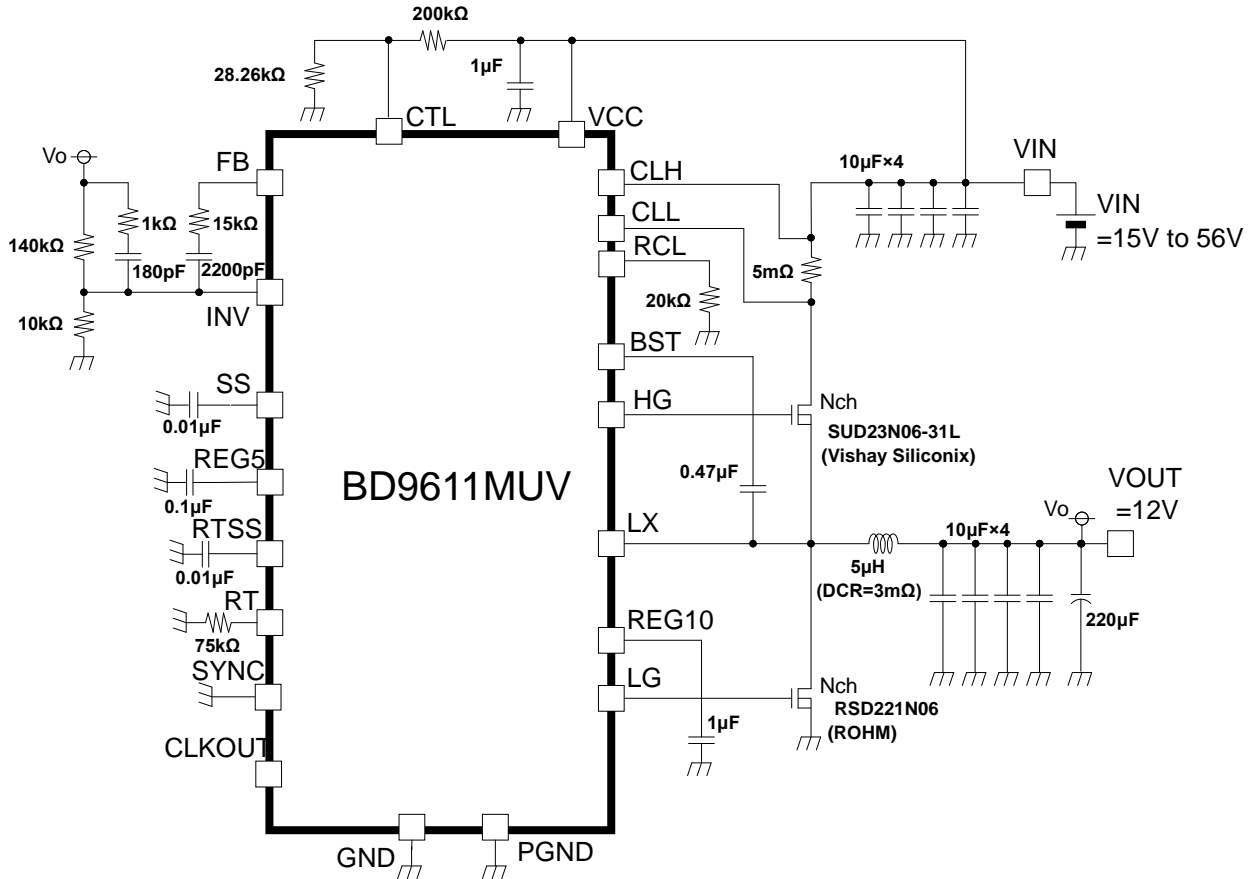 200kΩ
28.26kΩ
1µF
CTL
VCC
Vo
FB
1kΩ
15kΩ
140kΩ
180pF
2200pF
INV
10kΩ
SS
0.01µF
REG5
0.1µF
RTSS
0.01µF
RT
75kΩ
SYNC
CLKOUT
GND
PGND
BD9611MUV
CLH
CLL
RCL
20kΩ
BST
HG
0.47µF
LX
REG10
LG
1µF
10µF×4
VIN
VIN
=15V to 56V
5mΩ
Nch
SUD23N06-31L
(Vishay Siliconix)
5µH
(DCR=3mΩ)
10µF×4
Vo
VOUT
=12V
220µF
Nch
RSD221N06
(ROHM)